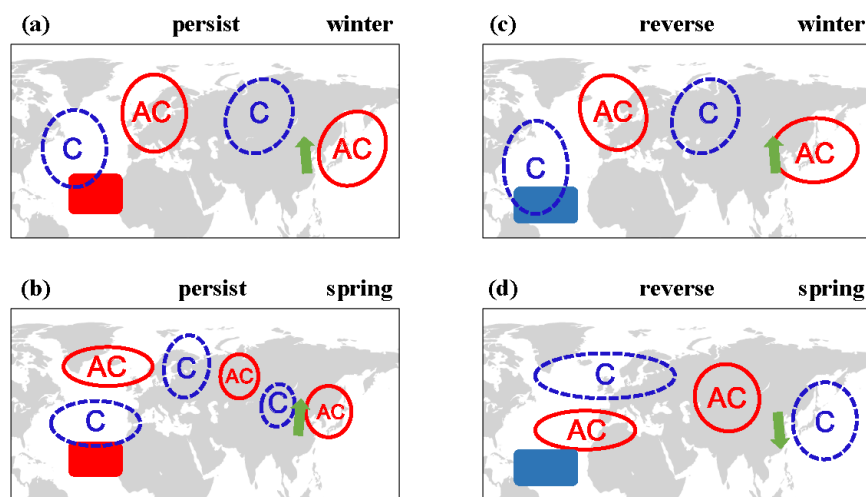 (a) persist winter
AC
C
C
AC
(c) reverse winter
AC
C
C
AC
(b) persist spring
AC
C
AC
C
C
AC
(d) reverse spring
C
AC
AC
C